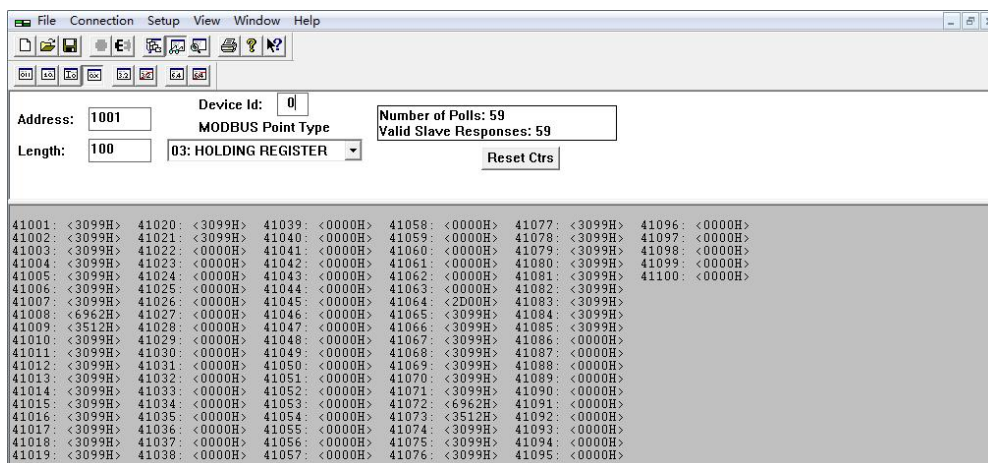 File Connection Setup View Window Help
Device Id: 0
Address: 1001
MODBUS Point Type
Number of Polls: 59
Valid Slave Responses: 59
Length: 100
03: HOLDING REGISTER
Reset Ctrs
41001: <3099H> 41020: <3099H> 41039: <0000H> 41058: <0000H> 41077: <3099H> 41096: <0000H>
41002: <3099H> 41021: <3099H> 41040: <0000H> 41059: <0000H> 41078: <3099H> 41097: <0000H>
41003: <3099H> 41022: <0000H> 41041: <0000H> 41060: <0000H> 41079: <3099H> 41098: <0000H>
41004: <3099H> 41023: <0000H> 41042: <0000H> 41061: <0000H> 41080: <3099H> 41099: <0000H>
41005: <3099H> 41024: <0000H> 41043: <0000H> 41062: <0000H> 41081: <3099H> 41100: <0000H>
41006: <3099H> 41025: <0000H> 41044: <0000H> 41063: <0000H> 41082: <3099H>
41007: <3099H> 41026: <0000H> 41045: <0000H> 41064: <2D00H> 41083: <3099H>
41008: <6962H> 41027: <0000H> 41046: <0000H> 41065: <3099H> 41084: <3099H>
41009: <3512H> 41028: <0000H> 41047: <0000H> 41066: <3099H> 41085: <3099H>
41010: <3099H> 41029: <0000H> 41048: <0000H> 41067: <3099H> 41086: <0000H>
41011: <3099H> 41030: <0000H> 41049: <0000H> 41068: <3099H> 41087: <0000H>
41012: <3099H> 41031: <0000H> 41050: <0000H> 41069: <3099H> 41088: <0000H>
41013: <3099H> 41032: <0000H> 41051: <0000H> 41070: <3099H> 41089: <0000H>
41014: <3099H> 41033: <0000H> 41052: <0000H> 41071: <3099H> 41090: <0000H>
41015: <3099H> 41034: <0000H> 41053: <0000H> 41072: <6962H> 41091: <0000H>
41016: <3099H> 41035: <0000H> 41054: <0000H> 41073: <3512H> 41092: <0000H>
41017: <3099H> 41036: <0000H> 41055: <0000H> 41074: <3099H> 41093: <0000H>
41018: <3099H> 41037: <0000H> 41056: <0000H> 41075: <3099H> 41094: <0000H>
41019: <3099H> 41038: <0000H> 41057: <0000H> 41076: <3099H> 41095: <0000H>